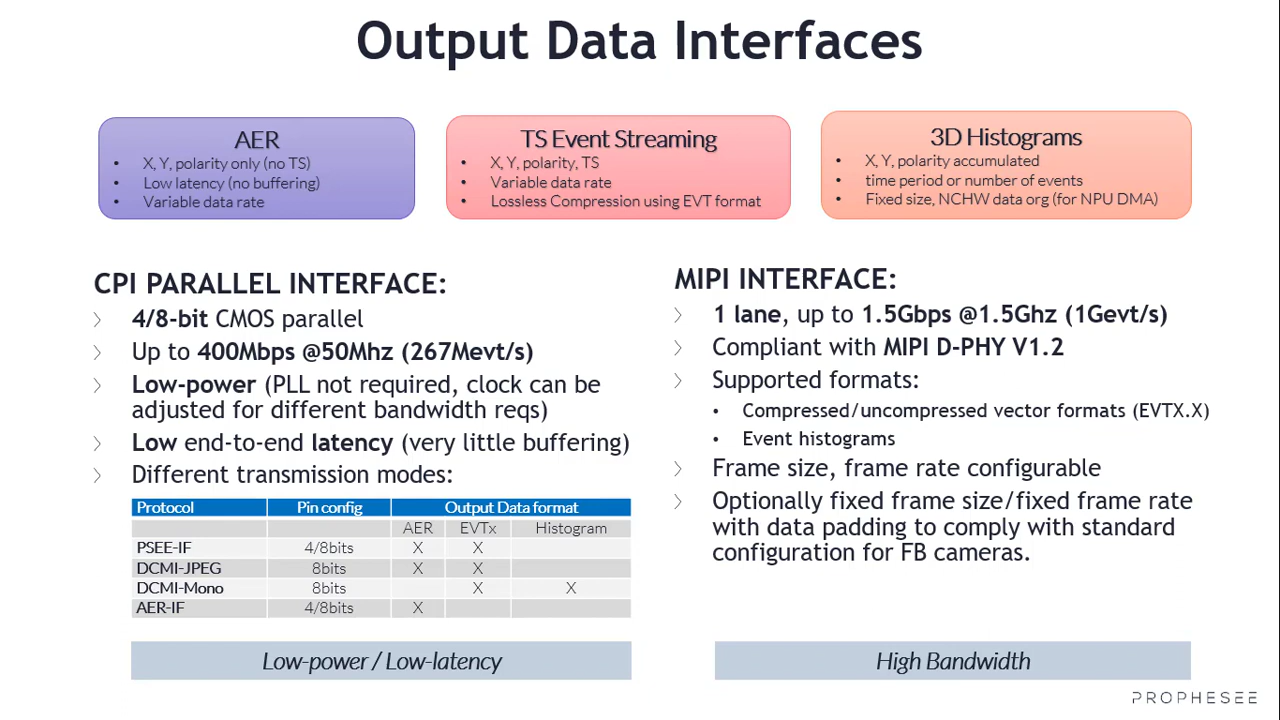 Output Data Interfaces
AER
• X, Y, polarity only (no TS)
• Low latency (no buffering)
• Variable data rate
TS Event Streaming
• X, Y, polarity, TS
• Variable data rate
• Lossless Compression using EVT format
3D Histograms
• X, Y, polarity accumulated
• time period or number of events
• Fixed size, NCHW data org (for NPU DMA)
CPI PARALLEL INTERFACE:
4/8-bit CMOS parallel
Up to 400Mbps @50Mhz (267Mevt/s)
Low-power (PLL not required, clock can be
adjusted for different bandwidth reqs)
Low end-to-end latency (very little buffering)
Different transmission modes:
Protocol Pin config Output Data format
AER EVTx Histogram
PSEE-IF 4/8bits X X
DCMI-JPEG 8bits X X
DCMI-Mono 8bits X X
AER-IF 4/8bits X
Low-power / Low-latency
MIPI INTERFACE:
1 lane, up to 1.5Gbps @1.5Ghz (1Gevt/s)
Compliant with MIPI D-PHY V1.2
Supported formats:
• Compressed/uncompressed vector formats (EVTX.X)
• Event histograms
Frame size, frame rate configurable
Optionally fixed frame size/fixed frame rate
with data padding to comply with standard
configuration for FB cameras.
High Bandwidth
PROPHESEE